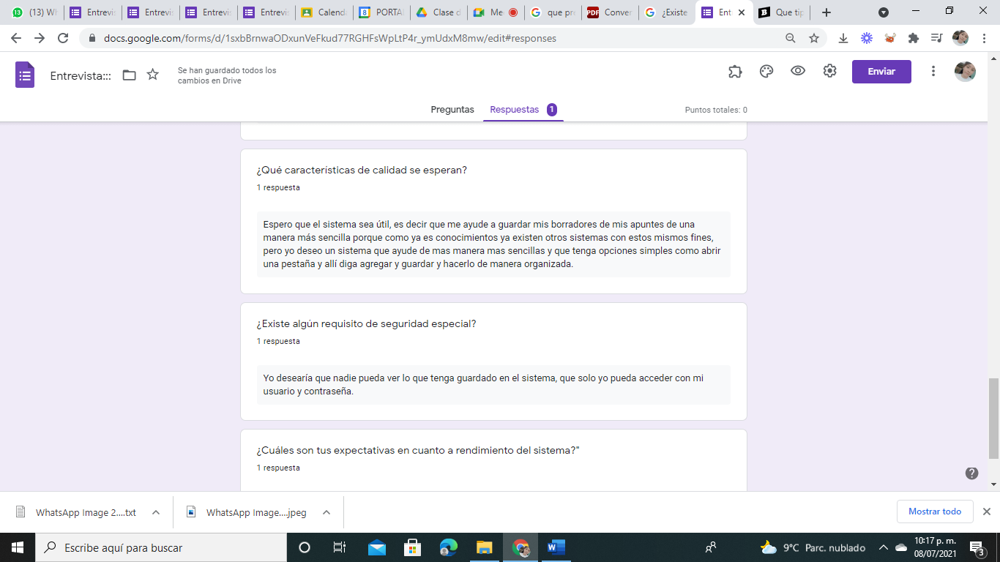 (13) Wh
Entrevis
Entrevis
Entrevis
Entrevis
Calenda
PORTA
Clase d
Me
que pre
PDF Conver
¿Existe
Ent
Que tip
docs.google.com/forms/d/1sxbBrnwaODxunVeFkud77RGHFsWpLtP4r_ymUdxM8mw/edit#responses
Entrevista:::
Se han guardado todos los
cambios en Drive
Enviar
Preguntas
Respuestas 1
Puntos totales: 0
¿Qué características de calidad se esperan?
1 respuesta
Espero que el sistema sea útil, es decir que me ayude a guardar mis borradores de mis apuntes de una
manera más sencilla porque como ya es conocimientos ya existen otros sistemas con estos mismos fines,
pero yo deseo un sistema que ayude de mas manera mas sencillas y que tenga opciones simples como abrir
una pestaña y allí diga agregar y guardar y hacerlo de manera organizada.
¿Existe algún requisito de seguridad especial?
1 respuesta
Yo desearía que nadie pueda ver lo que tenga guardado en el sistema, que solo yo pueda acceder con mi
usuario y contraseña.
¿Cuáles son tus expectativas en cuanto a rendimiento del sistema?"
1 respuesta
WhatsApp Image 2....txt
WhatsApp Image....jpeg
Mostrar todo
Escribe aquí para buscar
9°C Parc. nublado
10:17 p. m.
08/07/2021
3